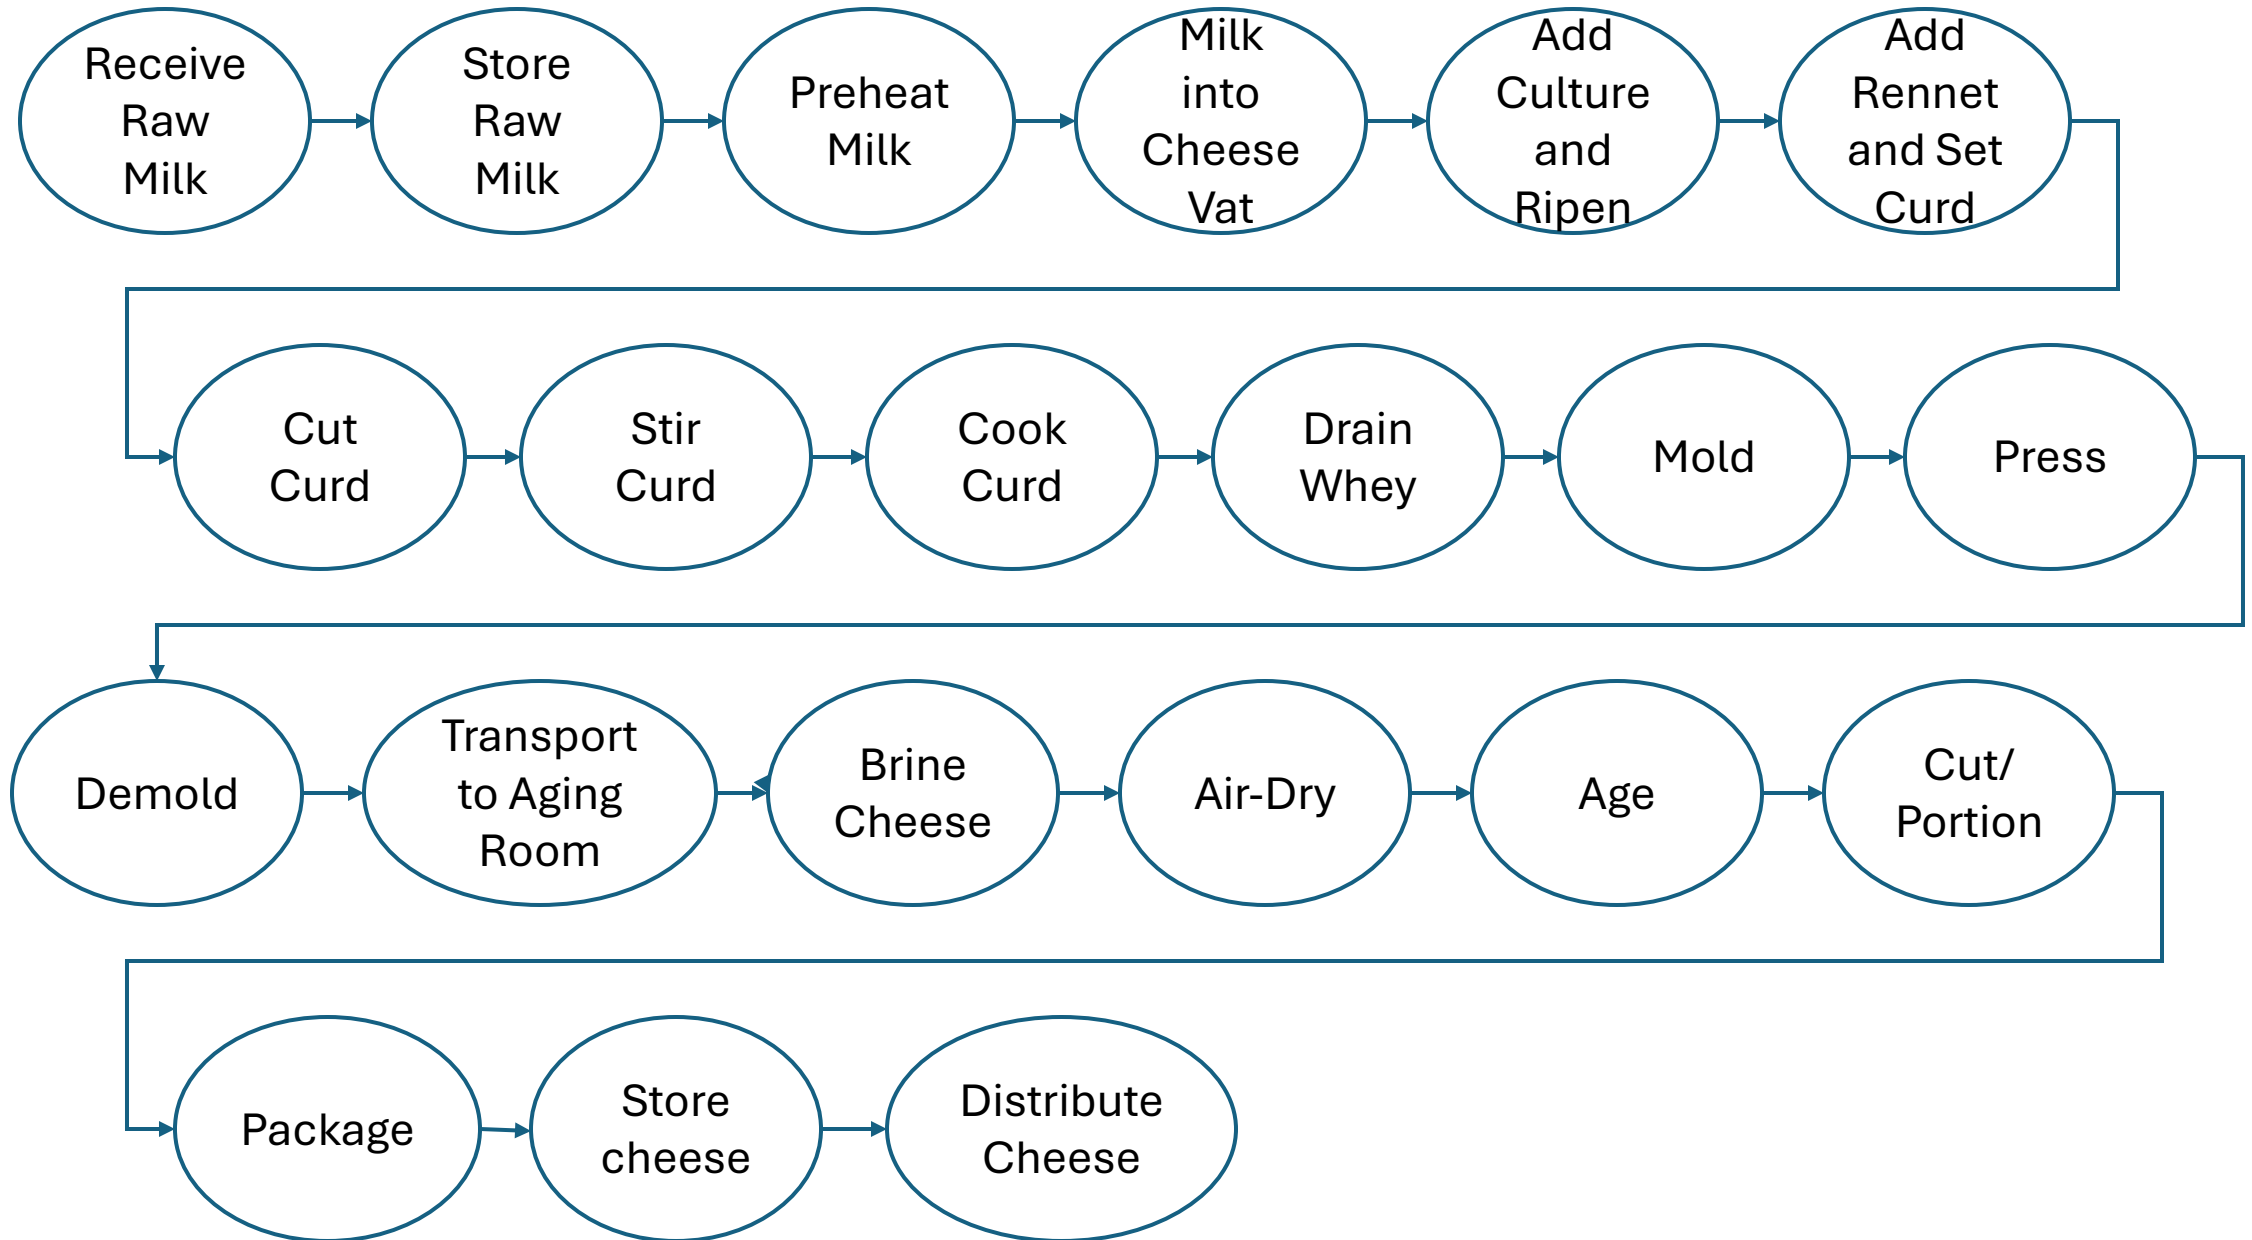 Receive
Raw
Milk
Store
Raw
Milk
Preheat
Milk
Milk
into
Cheese
Vat
Add
Culture
and
Ripen
Add
Rennet
and Set
Curd
Cut
Curd
Stir
Curd
Cook
Curd
Drain
Whey
Mold
Press
Demold
Transport
to Aging
Room
Brine
Cheese
Air-Dry
Age
Cut/
Portion
Package
Store
cheese
Distribute
Cheese